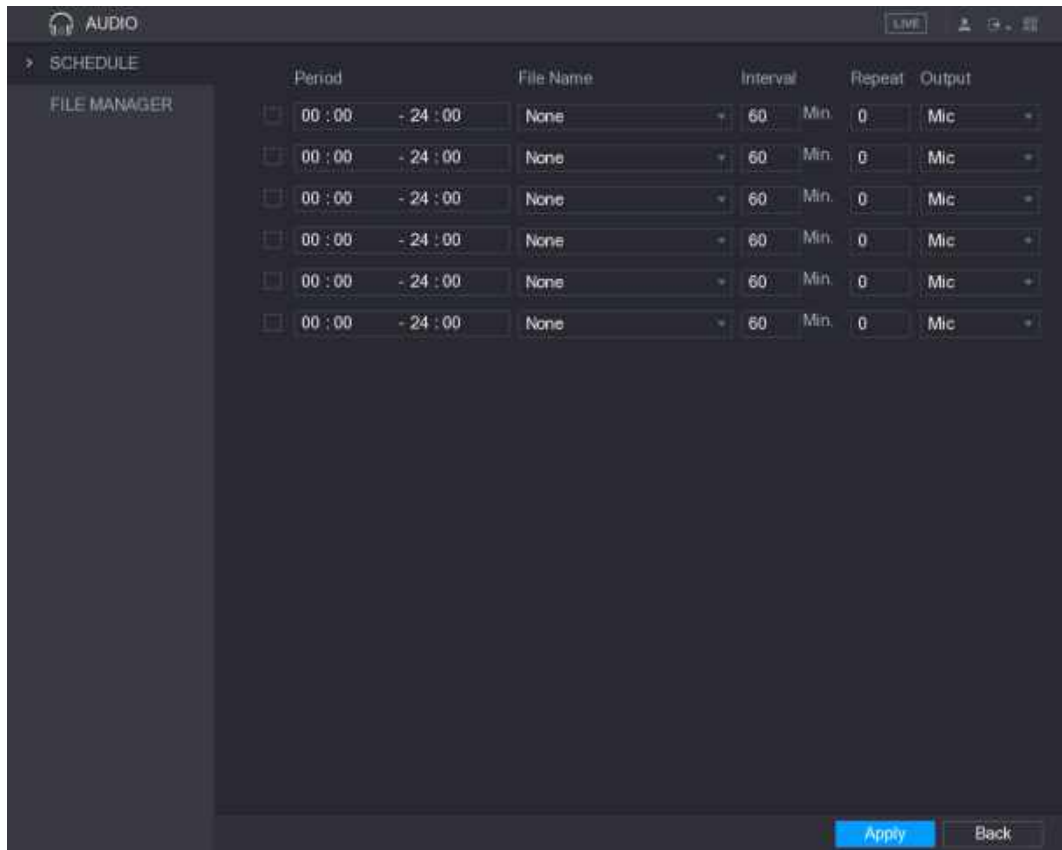 AUDIO LIVE
SCHEDULE
FILE MANAGER
Period File Name Interval Repeat Output
00 : 00 - 24 : 00 None 60 Min. 0 Mic
00 : 00 - 24 : 00 None 60 Min. 0 Mic
00 : 00 - 24 : 00 None 60 Min. 0 Mic
00 : 00 - 24 : 00 None 60 Min. 0 Mic
00 : 00 - 24 : 00 None 60 Min. 0 Mic
00 : 00 - 24 : 00 None 60 Min. 0 Mic
Apply Back